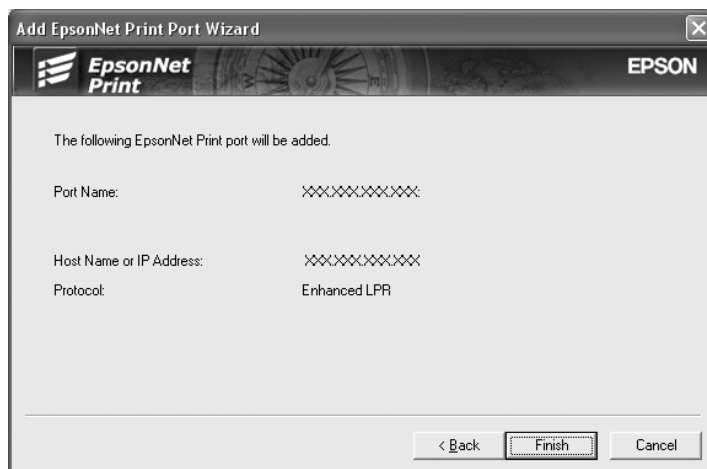 Add EpsonNet Print Port Wizard
EpsonNet
Print
EPSON
W
E
The following EpsonNet Print port will be added.
Port Name: XXX.XXX.XXX.XXX:
Host Name or IP Address: XXX.XXX.XXX.XXX
Protocol: Enhanced LPR
< Back Finish Cancel